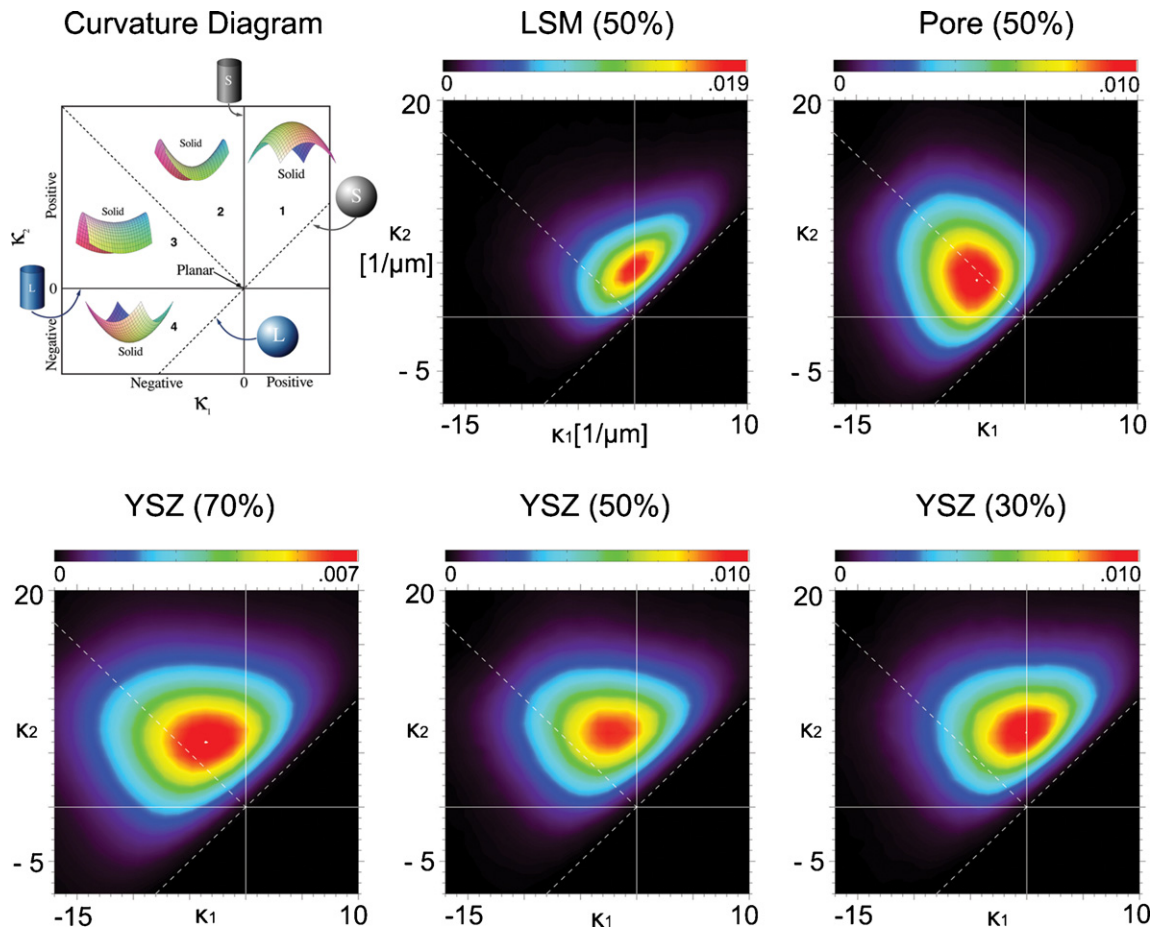 Curvature Diagram
S
Solid
Solid
Solid
Solid
S
1
2
3
4
Planar
L
L
Positive
0
Negative
κ2
Negative
0
Positive
κ1
LSM (50%)
0
.019
20
κ2
[1/μm]
- 5
-15
κ1[1/μm]
10
Pore (50%)
0
.010
20
κ2
- 5
-15
κ1
10
YSZ (70%)
0
.007
20
κ2
- 5
-15
κ1
10
YSZ (50%)
0
.010
20
κ2
- 5
-15
κ1
10
YSZ (30%)
0
.010
20
κ2
- 5
-15
κ1
10